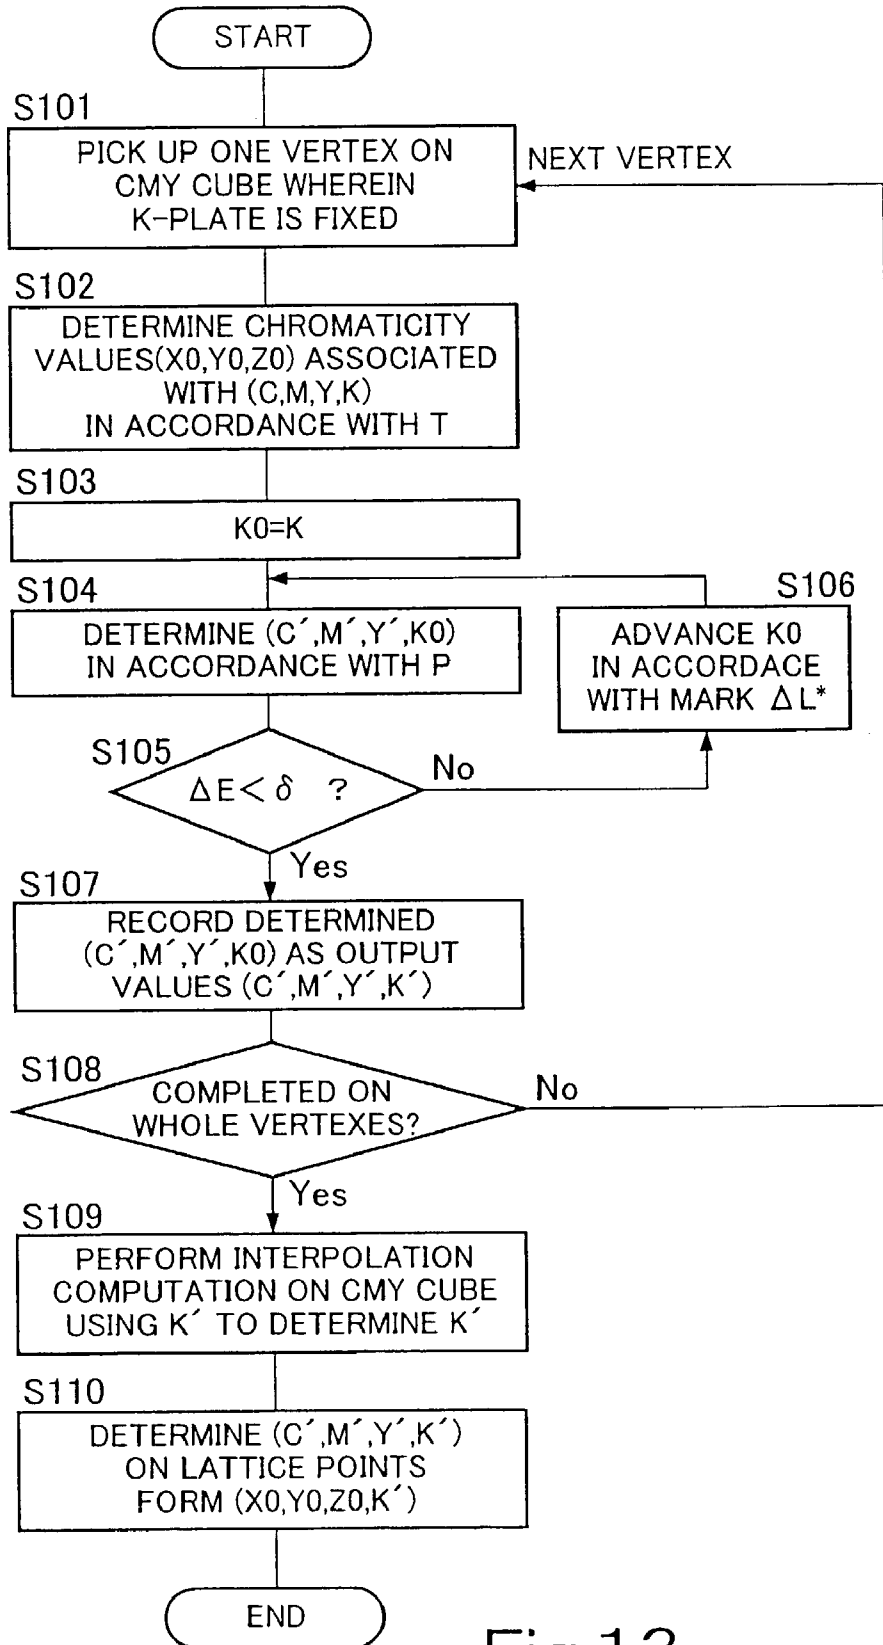 START
S101
PICK UP ONE VERTEX ON
CMY CUBE WHEREIN
K-PLATE IS FIXED
NEXT VERTEX
S102
DETERMINE CHROMATICITY
VALUES(X0,Y0,Z0) ASSOCIATED
WITH (C,M,Y,K)
IN ACCORDANCE WITH T
S103
K0=K
S104
DETERMINE (C´,M´,Y´,K0)
IN ACCORDANCE WITH P
S106
ADVANCE K0
IN ACCORDACE
WITH MARK ΔL*
S105
ΔE<δ ?
No
Yes
S107
RECORD DETERMINED
(C´,M´,Y´,K0) AS OUTPUT
VALUES (C´,M´,Y´,K´)
S108
COMPLETED ON
WHOLE VERTEXES?
No
Yes
S109
PERFORM INTERPOLATION
COMPUTATION ON CMY CUBE
USING K´ TO DETERMINE K´
S110
DETERMINE (C´,M´,Y´,K´)
ON LATTICE POINTS
FORM (X0,Y0,Z0,K´)
END